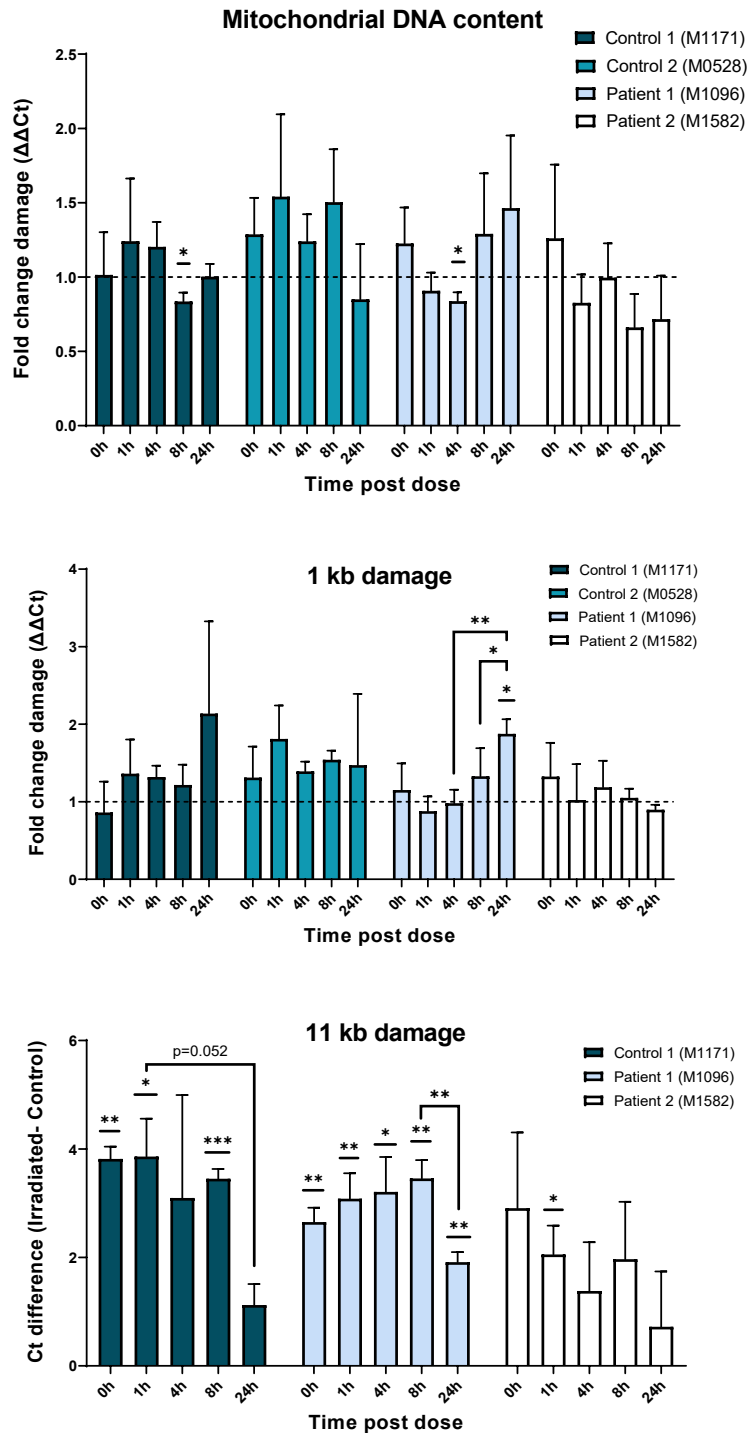 Mitochondrial DNA content
Control 1 (M1171)
Control 2 (M0528)
Patient 1 (M1096)
Patient 2 (M1582)
Fold change damage (ΔΔCt)
2.5
2.0
1.5
1.0
0.5
0.0
*
*
0h 1h 4h 8h 24h 0h 1h 4h 8h 24h 0h 1h 4h 8h 24h 0h 1h 4h 8h 24h
Time post dose
1 kb damage
Control 1 (M1171)
Control 2 (M0528)
Patient 1 (M1096)
Patient 2 (M1582)
Fold change damage (ΔΔCt)
4
3
2
1
0
**
*
*
0h 1h 4h 8h 24h 0h 1h 4h 8h 24h 0h 1h 4h 8h 24h 0h 1h 4h 8h 24h
Time post dose
11 kb damage
Control 1 (M1171)
Patient 1 (M1096)
Patient 2 (M1582)
Ct difference (Irradiated- Control)
6
4
2
0
p=0.052
** * *** ** ** * ** ** ** *
0h 1h 4h 8h 24h 0h 1h 4h 8h 24h 0h 1h 4h 8h 24h
Time post dose